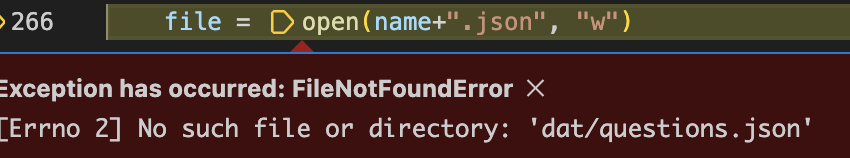 266 file = open(name+".json", "w")
Exception has occurred: FileNotFoundError ×
[Errno 2] No such file or directory: 'dat/questions.json'